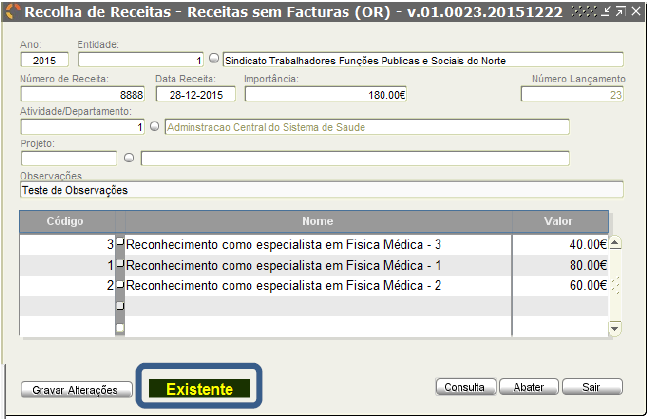 Recolha de Receitas - Receitas sem Facturas (OR) - v.01.0023.20151222
Ano: Entidade:
2015 1 Sindicato Trabalhadores Funções Publicas e Sociais do Norte
Número de Receita: Data Receita: Importância: Número Lançamento
8888 28-12-2015 180.00€ 23
Atividade/Departamento:
1 Adminstracao Central do Sistema de Saude
Projeto:
Observações
Teste de Observações
Código Nome Valor
3 Reconhecimento como especialista em Fisica Médica - 3 40.00€
1 Reconhecimento como especialista em Fisica Médica - 1 80.00€
2 Reconhecimento como especialista em Fisica Médica - 2 60.00€
Gravar Alterações Existente Consulta Abater Sair